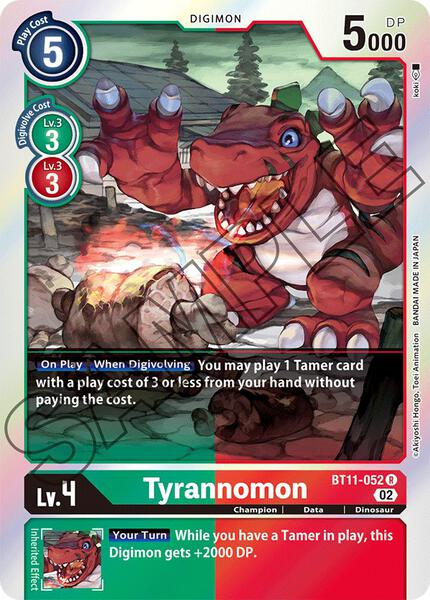 Play Cost
5
DIGIMON
DP
5000
Digivolve Cost
Lv.3
3
Lv.3
3
koki
©Akiyoshi Hongo, Toei Animation BANDAI MADE IN JAPAN
SAMPLE
On Play When Digivolving You may play 1 Tamer card
with a play cost of 3 or less from your hand without
paying the cost.
Lv.4
Tyrannomon
BT11-052 R
02
Champion Data Dinosaur
Inherited Effect
Your Turn While you have a Tamer in play, this
Digimon gets +2000 DP.